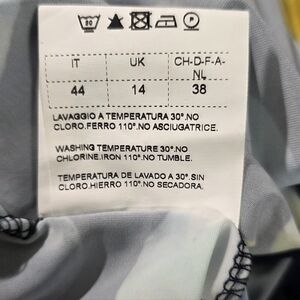 IT UK CH-D-F-A-NL
44 14 38
LAVAGGIO A TEMPERATURA 30°.NO
CLORO.FERRO 110°.NO ASCIUGATRICE.
WASHING TEMPERATURE 30°.NO
CHLORINE.IRON 110°.NO TUMBLE.
TEMPERATURA DE LAVADO A 30°.SIN
CLORO.HIERRO 110°.NO SECADORA.